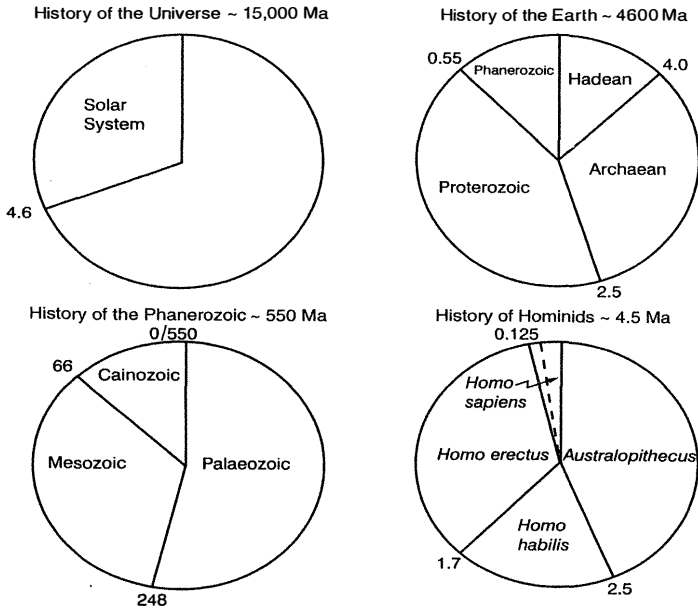 History of the Universe ~ 15,000 Ma
Solar
System
4.6
History of the Earth ~ 4600 Ma
0.55
Phanerozoic
Hadean
4.0
Proterozoic
Archaean
2.5
History of the Phanerozoic ~ 550 Ma
0/550
66
Cainozoic
Mesozoic
Palaeozoic
248
History of Hominids ~ 4.5 Ma
0.125
Homo
sapiens
Homo erectus
Australopithecus
Homo
habilis
1.7
2.5